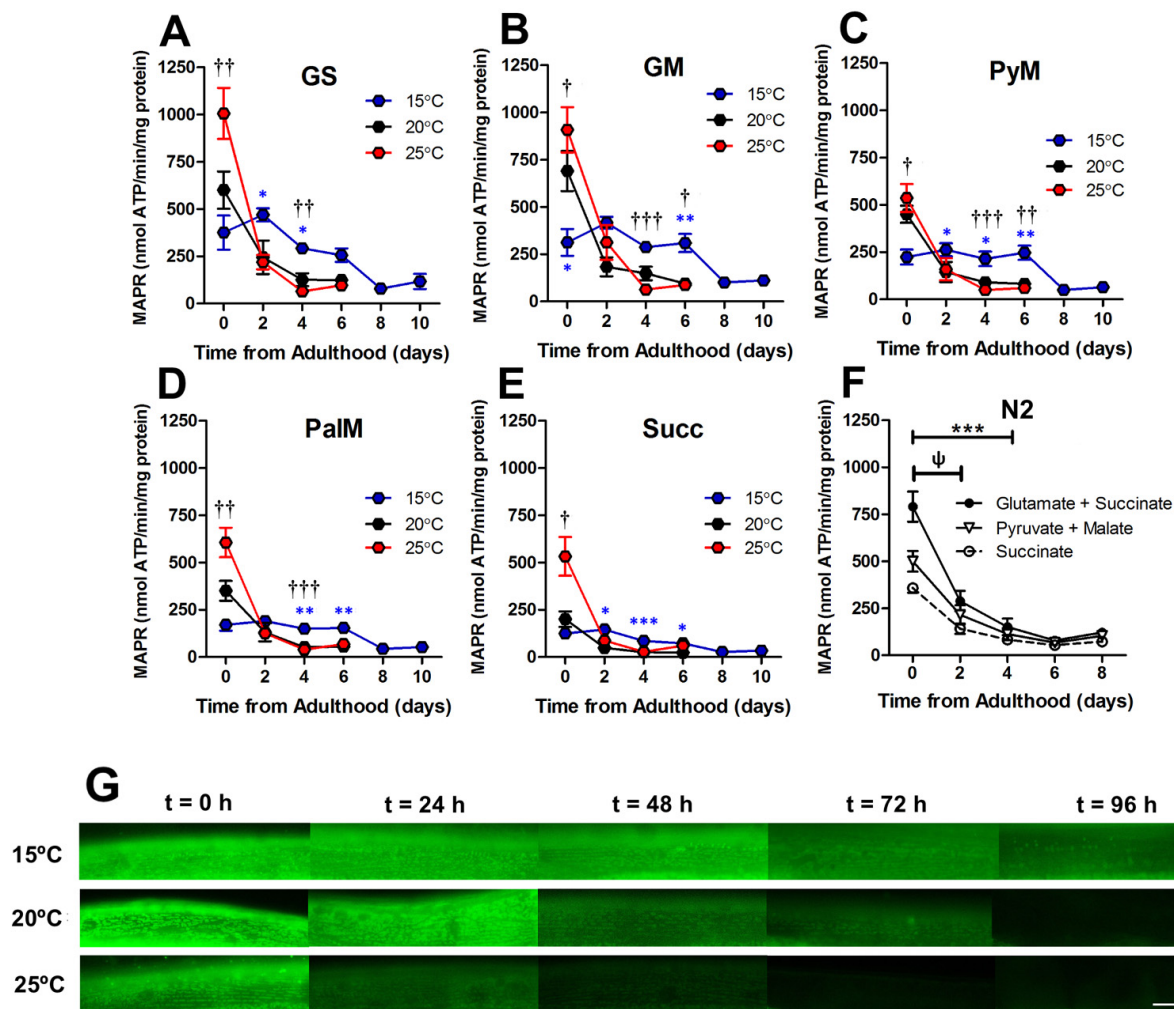 A
GS
MAPR (nmol ATP/min/mg protein)
1250
1000
750
500
250
0
††
*
††
*
15°C
20°C
25°C
0 2 4 6 8 10
Time from Adulthood (days)
B
GM
MAPR (nmol ATP/min/mg protein)
1250
1000
750
500
250
0
†
*
†††
†
**
15°C
20°C
25°C
0 2 4 6 8 10
Time from Adulthood (days)
C
PyM
MAPR (nmol ATP/min/mg protein)
1250
1000
750
500
250
0
†
*
†††
*
††
**
15°C
20°C
25°C
0 2 4 6 8 10
Time from Adulthood (days)
D
PalM
MAPR (nmol ATP/min/mg protein)
1250
1000
750
500
250
0
††
†††
**
**
15°C
20°C
25°C
0 2 4 6 8 10
Time from Adulthood (days)
E
Succ
MAPR (nmol ATP/min/mg protein)
1250
1000
750
500
250
0
†
*
***
*
15°C
20°C
25°C
0 2 4 6 8 10
Time from Adulthood (days)
F
N2
MAPR (nmol ATP/min/mg protein)
1250
1000
750
500
250
0
***
ψ
Glutamate + Succinate
Pyruvate + Malate
Succinate
0 2 4 6 8
Time from Adulthood (days)
G
t = 0 h t = 24 h t = 48 h t = 72 h t = 96 h
15ºC
20ºC
25ºC